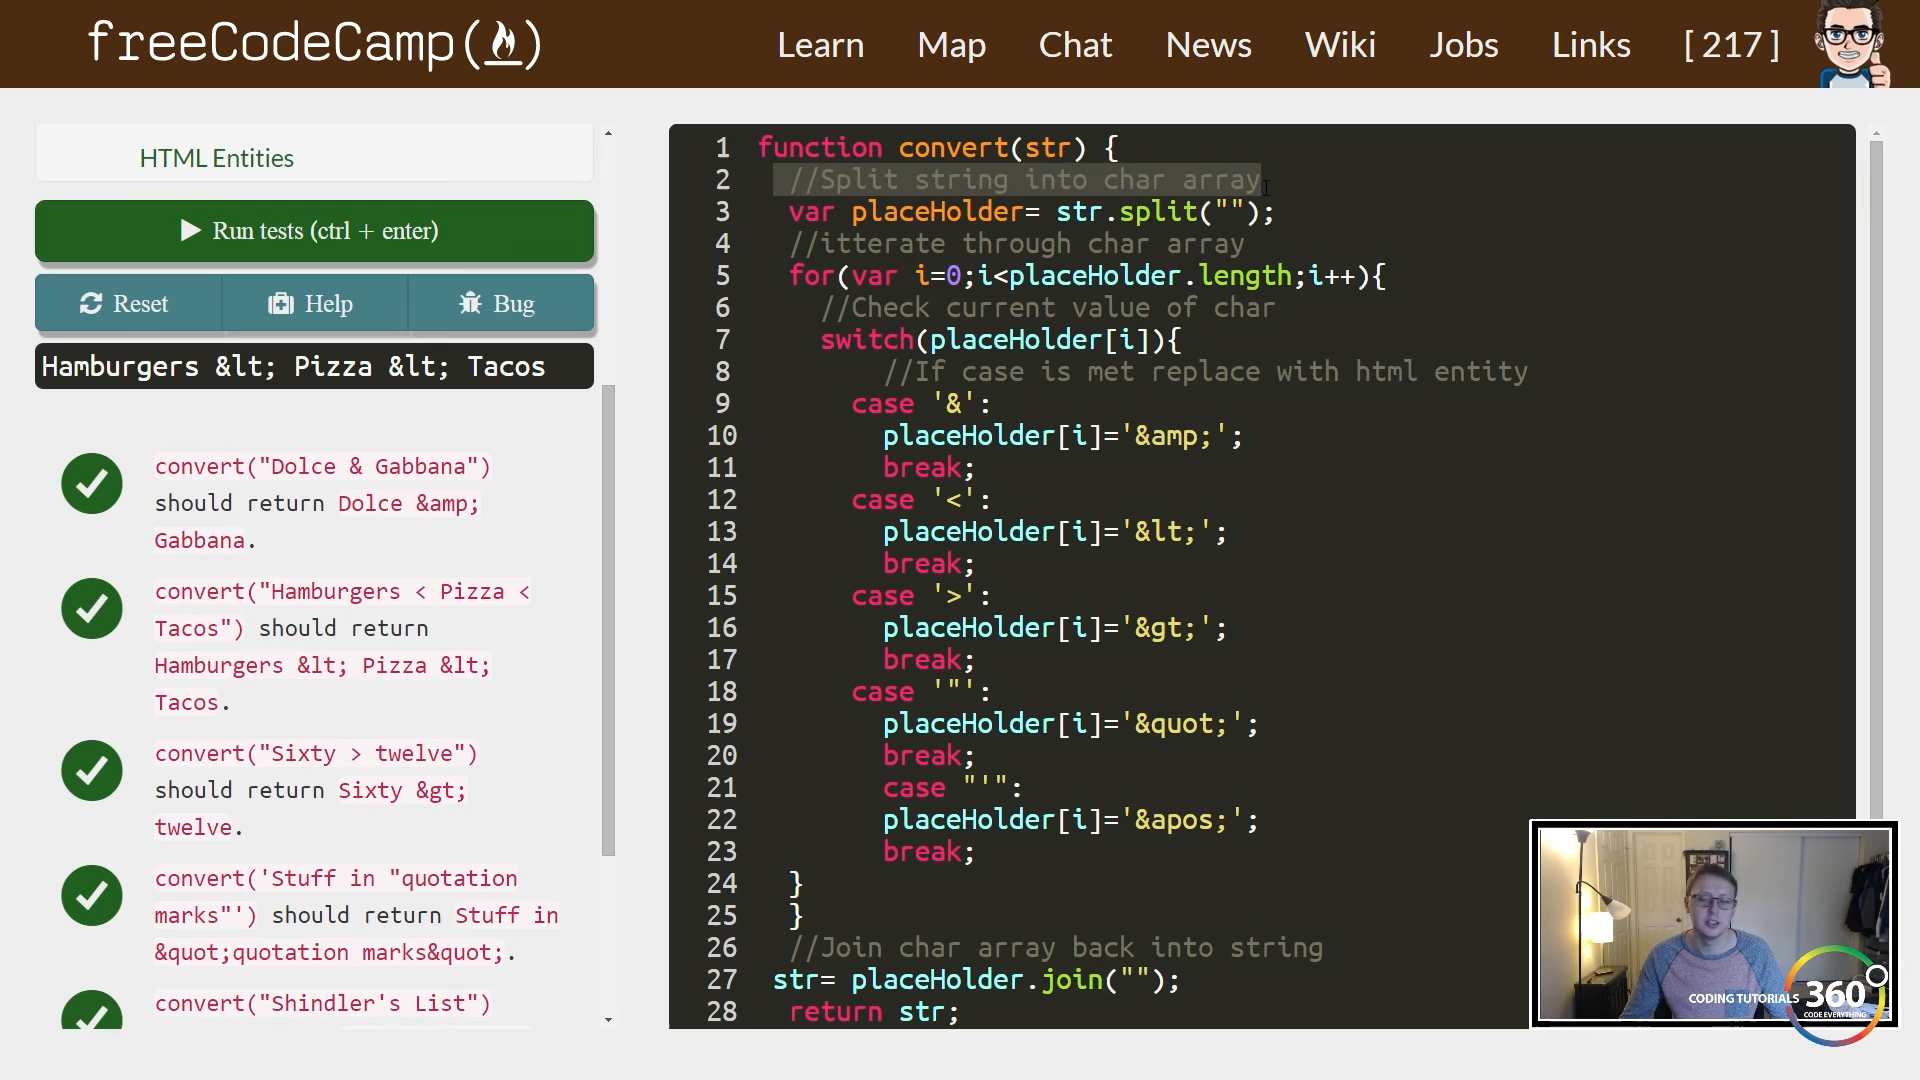 freeCodeCamp
Learn Map Chat News Wiki Jobs Links [ 217 ]
HTML Entities
Run tests (ctrl + enter)
Reset Help Bug
Hamburgers &lt; Pizza &lt; Tacos
convert("Dolce & Gabbana")
should return Dolce &amp;
Gabbana.
convert("Hamburgers < Pizza <
Tacos") should return
Hamburgers &lt; Pizza &lt;
Tacos.
convert("Sixty > twelve")
should return Sixty &gt;
twelve.
convert('Stuff in "quotation
marks"') should return Stuff in
&quot;quotation marks&quot;.
convert("Shindler's List")
1 function convert(str) {
2 //Split string into char array
3 var placeHolder= str.split("");
4 //itterate through char array
5 for(var i=0;i<placeHolder.length;i++){
6 //Check current value of char
7 switch(placeHolder[i]){
8 //If case is met replace with html entity
9 case '&':
10 placeHolder[i]='&amp;';
11 break;
12 case '<':
13 placeHolder[i]='&lt;';
14 break;
15 case '>':
16 placeHolder[i]='&gt;';
17 break;
18 case '"':
19 placeHolder[i]='&quot;';
20 break;
21 case "'":
22 placeHolder[i]='&apos;';
23 break;
24 }
25 }
26 //Join char array back into string
27 str= placeHolder.join("");
28 return str;
CODING TUTORIALS 360
CODE EVERYTHING